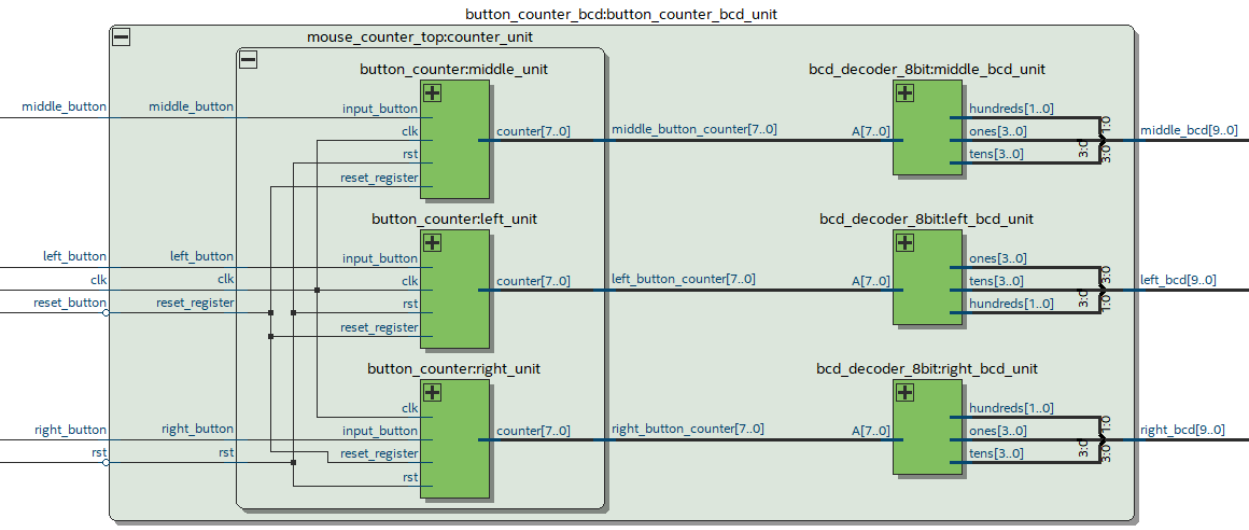 button_counter_bcd:button_counter_bcd_unit
mouse_counter_top:counter_unit
button_counter:middle_unit
bcd_decoder_8bit:middle_bcd_unit
middle_button
middle_button
input_button
clk
rst
reset_register
counter[7..0]
middle_button_counter[7..0]
A[7..0]
hundreds[1..0]
ones[3..0]
tens[3..0]
1:0
3:0
3:0
middle_bcd[9..0]
button_counter:left_unit
bcd_decoder_8bit:left_bcd_unit
left_button
clk
reset_button
left_button
clk
reset_register
input_button
clk
rst
reset_register
counter[7..0]
left_button_counter[7..0]
A[7..0]
ones[3..0]
tens[3..0]
hundreds[1..0]
3:0
3:0
1:0
left_bcd[9..0]
button_counter:right_unit
bcd_decoder_8bit:right_bcd_unit
right_button
rst
right_button
rst
clk
input_button
reset_register
rst
counter[7..0]
right_button_counter[7..0]
A[7..0]
hundreds[1..0]
ones[3..0]
tens[3..0]
1:0
3:0
3:0
right_bcd[9..0]